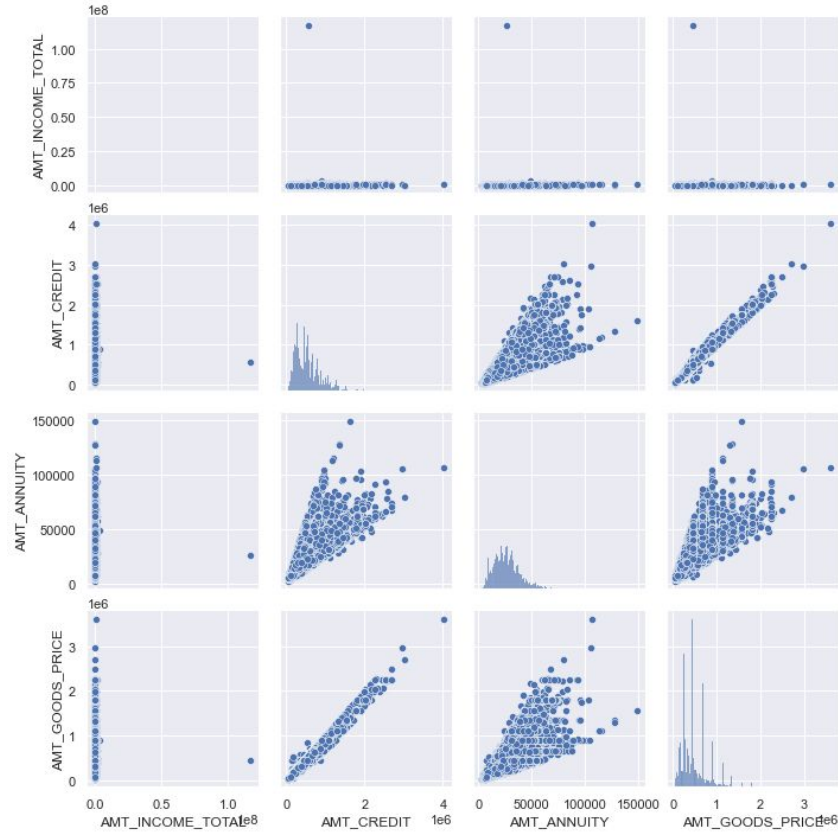 1e8
1.00
0.75
0.50
0.25
0.00
AMT_INCOME_TOTAL
1e6
4
3
2
1
0
AMT_CREDIT
150000
100000
50000
0
AMT_ANNUITY
1e6
3
2
1
0
AMT_GOODS_PRICE
0.0 1.0 0 2 4 0 50000 100000 150000 0 1 2 3
1e8 1e6 1e6
AMT_INCOME_TOTAL AMT_CREDIT AMT_ANNUITY AMT_GOODS_PRICE